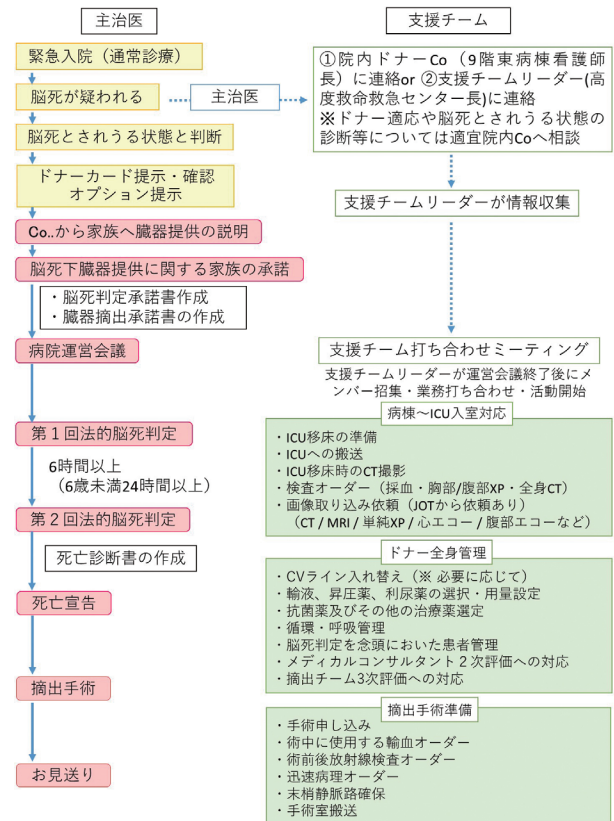 主治医
緊急入院（通常診療）
脳死が疑われる
主治医
脳死とされうる状態と判断
ドナーカード提示・確認
オプション提示
Co..から家族へ臓器提供の説明
脳死下臓器提供に関する家族の承諾
・脳死判定承諾書作成
・臓器摘出承諾書の作成
病院運営会議
第１回法的脳死判定
6時間以上
（6歳未満24時間以上）
第２回法的脳死判定
死亡診断書の作成
死亡宣告
摘出手術
お見送り
支援チーム
①院内ドナーCo（9階東病棟看護師
長）に連絡or ②支援チームリーダー(高
度救命救急センター長)に連絡
※ドナー適応や脳死とされうる状態の
診断等については適宜院内Coへ相談
支援チームリーダーが情報収集
支援チーム打ち合わせミーティング
支援チームリーダーが運営会議終了後にメ
ンバー招集・業務打ち合わせ・活動開始
病棟～ICU入室対応
・ICU移床の準備
・ICUへの搬送
・ICU移床時のCT撮影
・検査オーダー（採血・胸部/腹部XP・全身CT）
・画像取り込み依頼（JOTから依頼あり）
（CT / MRI / 単純XP / 心エコー / 腹部エコーなど）
ドナー全身管理
・CVライン入れ替え（※ 必要に応じて）
・輸液、昇圧薬、利尿薬の選択・用量設定
・抗菌薬及びその他の治療薬選定
・循環・呼吸管理
・脳死判定を念頭においた患者管理
・メディカルコンサルタント２次評価への対応
・摘出チーム3次評価への対応
摘出手術準備
・手術申し込み
・術中に使用する輸血オーダー
・術前後放射線検査オーダー
・迅速病理オーダー
・末梢静脈路確保
・手術室搬送